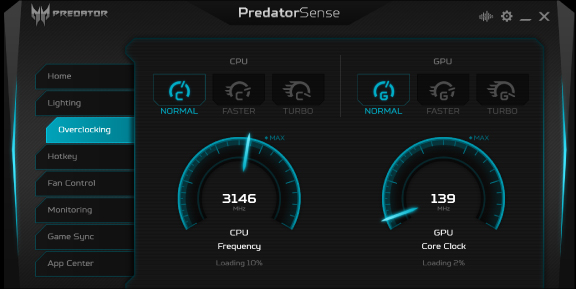 PREDATOR
PredatorSense
Home
Lighting
Overclocking
Hotkey
Fan Control
Monitoring
Game Sync
App Center
CPU
C C C
NORMAL FASTER TURBO
MAX
3146
MHz
CPU
Frequency
Loading 10%
GPU
G G G
NORMAL FASTER TURBO
MAX
139
MHz
GPU
Core Clock
Loading 2%